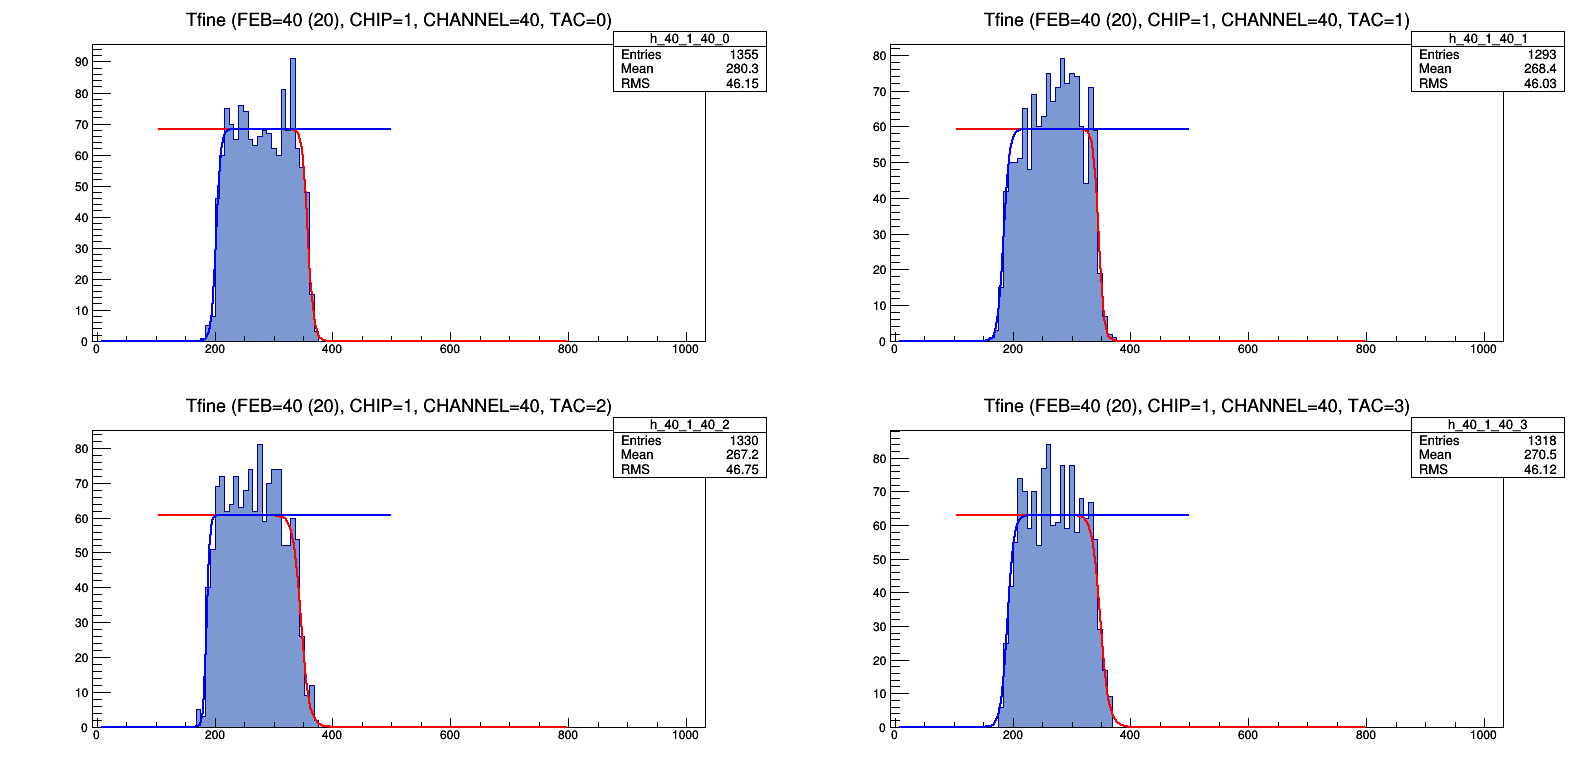 Tfine (FEB=40 (20), CHIP=1, CHANNEL=40, TAC=0)
h_40_1_40_0
Entries 1355
Mean 280.3
RMS 46.15
90
80
70
60
50
40
30
20
10
0
0 200 400 600 800 1000
Tfine (FEB=40 (20), CHIP=1, CHANNEL=40, TAC=1)
h_40_1_40_1
Entries 1293
Mean 268.4
RMS 46.03
80
70
60
50
40
30
20
10
0
0 200 400 600 800 1000
Tfine (FEB=40 (20), CHIP=1, CHANNEL=40, TAC=2)
h_40_1_40_2
Entries 1330
Mean 267.2
RMS 46.75
80
70
60
50
40
30
20
10
0
0 200 400 600 800 1000
Tfine (FEB=40 (20), CHIP=1, CHANNEL=40, TAC=3)
h_40_1_40_3
Entries 1318
Mean 270.5
RMS 46.12
80
70
60
50
40
30
20
10
0
0 200 400 600 800 1000